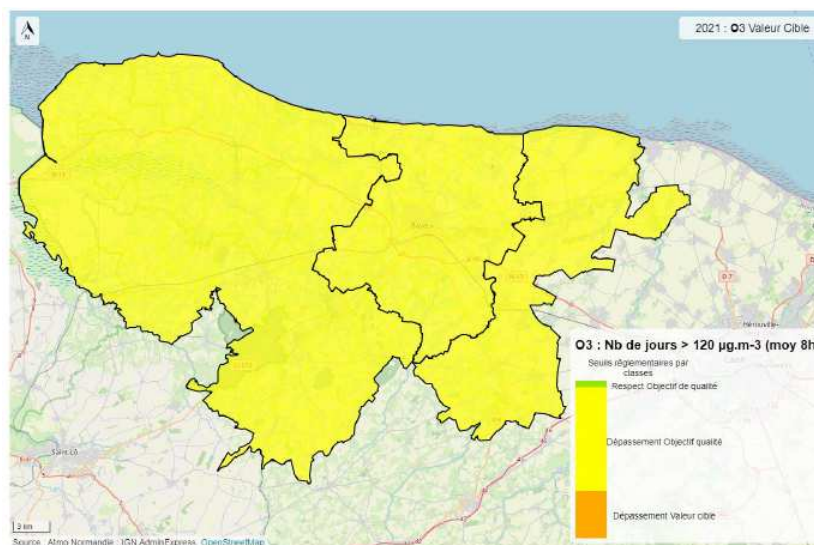 N
2021 : O3 Valeur Cible
D 7
Saint-Lô
O3 : Nb de jours > 120 µg.m-3 (moy 8h
Seuils réglementaires par
classes
Respect Objectif de qualité
Dépassement Objectif qualité
Dépassement Valeur cible
3 km
Source : Atmo Normandie ; IGN AdminExpress, OpenStreetMap